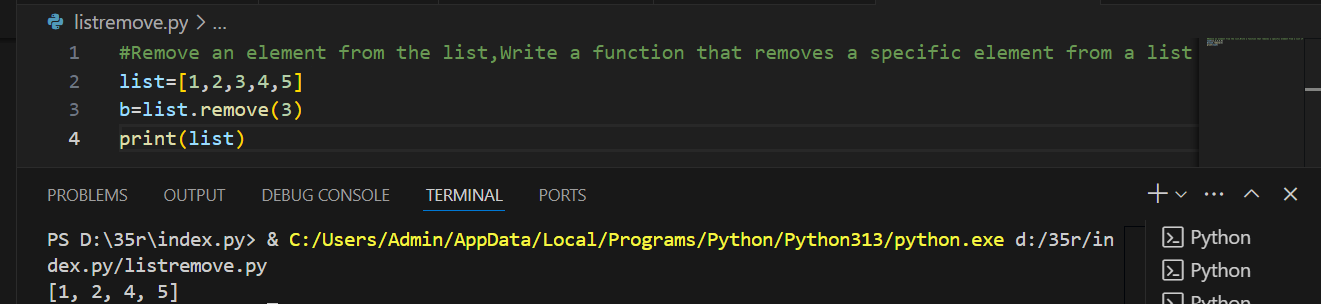 listremove.py > ...
1 #Remove an element from the list,Write a function that removes a specific element from a list
2 list=[1,2,3,4,5]
3 b=list.remove(3)
4 print(list)
PROBLEMS OUTPUT DEBUG CONSOLE TERMINAL PORTS
PS D:\35r\index.py> & C:/Users/Admin/AppData/Local/Programs/Python/Python313/python.exe d:/35r/in
dex.py/listremove.py
[1, 2, 4, 5]
Python
Python
Python